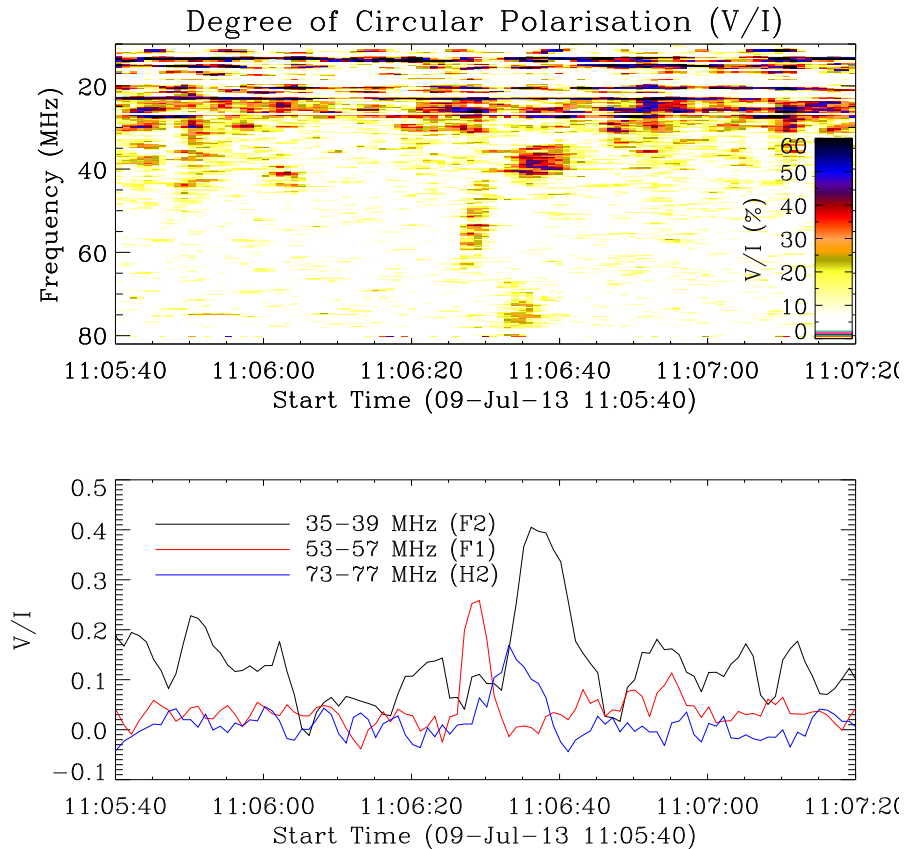 Degree of Circular Polarisation (V/I)
Frequency (MHz)
20
40
60
80
V/I (%)
60
50
40
30
20
10
0
11:05:40 11:06:00 11:06:20 11:06:40 11:07:00 11:07:20
Start Time (09-Jul-13 11:05:40)
V/I
0.5
0.4
0.3
0.2
0.1
0.0
-0.1
35-39 MHz (F2)
53-57 MHz (F1)
73-77 MHz (H2)
11:05:40 11:06:00 11:06:20 11:06:40 11:07:00 11:07:20
Start Time (09-Jul-13 11:05:40)